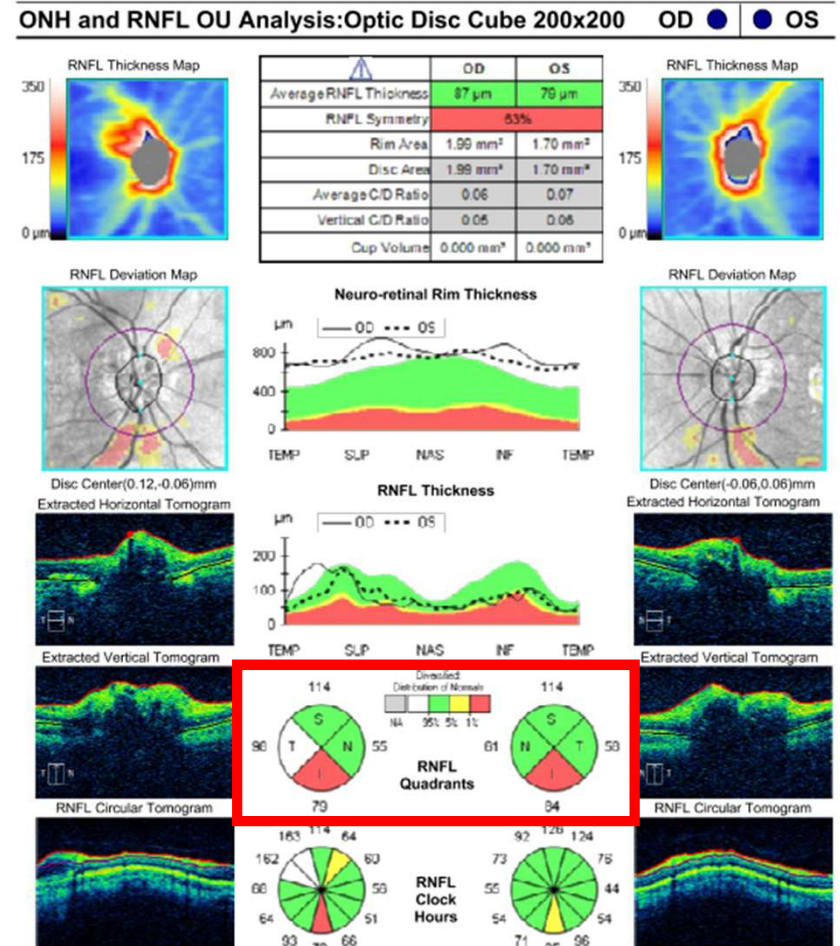 ONH and RNFL OU Analysis:Optic Disc Cube 200x200 OD OS
RNFL Thickness Map
350
175
0 µm
OD OS
Average RNFL Thickness 87 µm 79 µm
RNFL Symmetry 63%
Rim Area 1.99 mm² 1.70 mm²
Disc Area 1.99 mm² 1.70 mm²
Average C/D Ratio 0.06 0.07
Vertical C/D Ratio 0.05 0.06
Cup Volume 0.000 mm³ 0.000 mm³
RNFL Thickness Map
350
175
0 µm
RNFL Deviation Map
Disc Center(0.12,-0.06)mm
Neuro-retinal Rim Thickness
µm OD OS
800
400
0
TEMP SUP NAS INF TEMP
RNFL Deviation Map
Disc Center(-0.06,0.06)mm
Extracted Horizontal Tomogram
T N
RNFL Thickness
µm OD OS
200
100
0
TEMP SUP NAS INF TEMP
Extracted Horizontal Tomogram
N T
Extracted Vertical Tomogram
Diversified:
Distribution of Normals
NA 95% 5% 1%
114
S
96 T N 55
I
79
RNFL
Quadrants
114
S
61 N T 58
I
Extracted Vertical Tomogram
RNFL Circular Tomogram
163 114 64
162 60
56
64 51
93 66
RNFL
Clock
Hours
92 124
73 76
55 44
54 54
71 96
RNFL Circular Tomogram